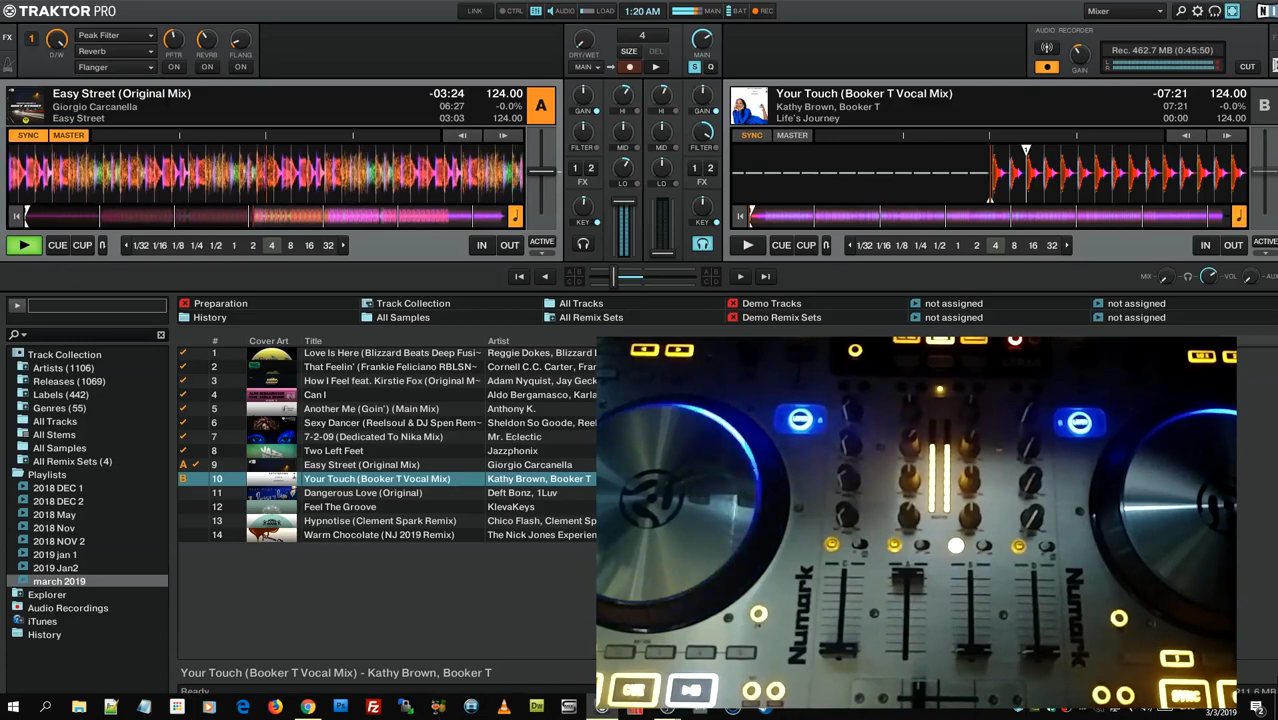 TRAKTOR PRO
LINK CTRL AUDIO LOAD 1:20 AM MAIN BAT REC
Mixer
FX 1 Peak Filter
Reverb
Flanger
D/W PFTR REVRB FLANG
ON ON ON
DRY/WET 4
SIZE DEL
MAIN MAIN S Q
AUDIO RECORDER
Rec. 462.7 MB (0:45:50)
GAIN L R CUT
Easy Street (Original Mix) -03:24 124.00
Giorgio Carcanella 06:27 -0.0%
Easy Street 03:03 124.00
A
SYNC MASTER
Your Touch (Booker T Vocal Mix) -07:21 124.00
Kathy Brown, Booker T 07:21 -0.0%
Life's Journey 00:00 124.00
B
SYNC MASTER
GAIN HI HI GAIN
FILTER MID MID FILTER
1 2 LO LO 1 2
FX FX
KEY KEY
CUE CUP 1/32 1/16 1/8 1/4 1/2 1 2 4 8 16 32 IN OUT ACTIVE
CUE CUP 1/32 1/16 1/8 1/4 1/2 1 2 4 8 16 32 IN OUT ACTIVE
A B C D A B C D MIX VOL AUX
Preparation Track Collection All Tracks Demo Tracks not assigned not assigned
History All Samples All Remix Sets Demo Remix Sets not assigned not assigned
Track Collection
Artists (1106)
Releases (1069)
Labels (442)
Genres (55)
All Tracks
All Stems
All Samples
All Remix Sets (4)
Playlists
2018 DEC 1
2018 DEC 2
2018 May
2018 Nov
2018 NOV 2
2019 jan 1
2019 Jan2
march 2019
Explorer
Audio Recordings
iTunes
History
# Cover Art Title Artist
1 Love Is Here (Blizzard Beats Deep Fusi~ Reggie Dokes, Blizzard
2 That Feelin' (Frankie Feliciano RBLSN~ Cornell C.C. Carter,
3 How I Feel feat. Kirstie Fox (Original M~ Adam Nyquist, Jay Geck
4 Can I Aldo Bergamasco, Karla
5 Another Me (Goin') (Main Mix) Anthony K.
6 Sexy Dancer (Reelsoul & DJ Spen Rem~ Sheldon So Goode, Reel
7 7-2-09 (Dedicated To Nika Mix) Mr. Eclectic
8 Two Left Feet Jazzphonix
A 9 Easy Street (Original Mix) Giorgio Carcanella
B 10 Your Touch (Booker T Vocal Mix) Kathy Brown, Booker T
11 Dangerous Love (Original) Deft Bonz, 1Luv
12 Feel The Groove KlevaKeys
13 Hypnotise (Clement Spark Remix) Chico Flash, Clement S
14 Warm Chocolate (NJ 2019 Remix) The Nick Jones Experien
Numark
Numark
SYNC
Your Touch (Booker T Vocal Mix) - Kathy Brown, Booker T
Ready
3/3/2019